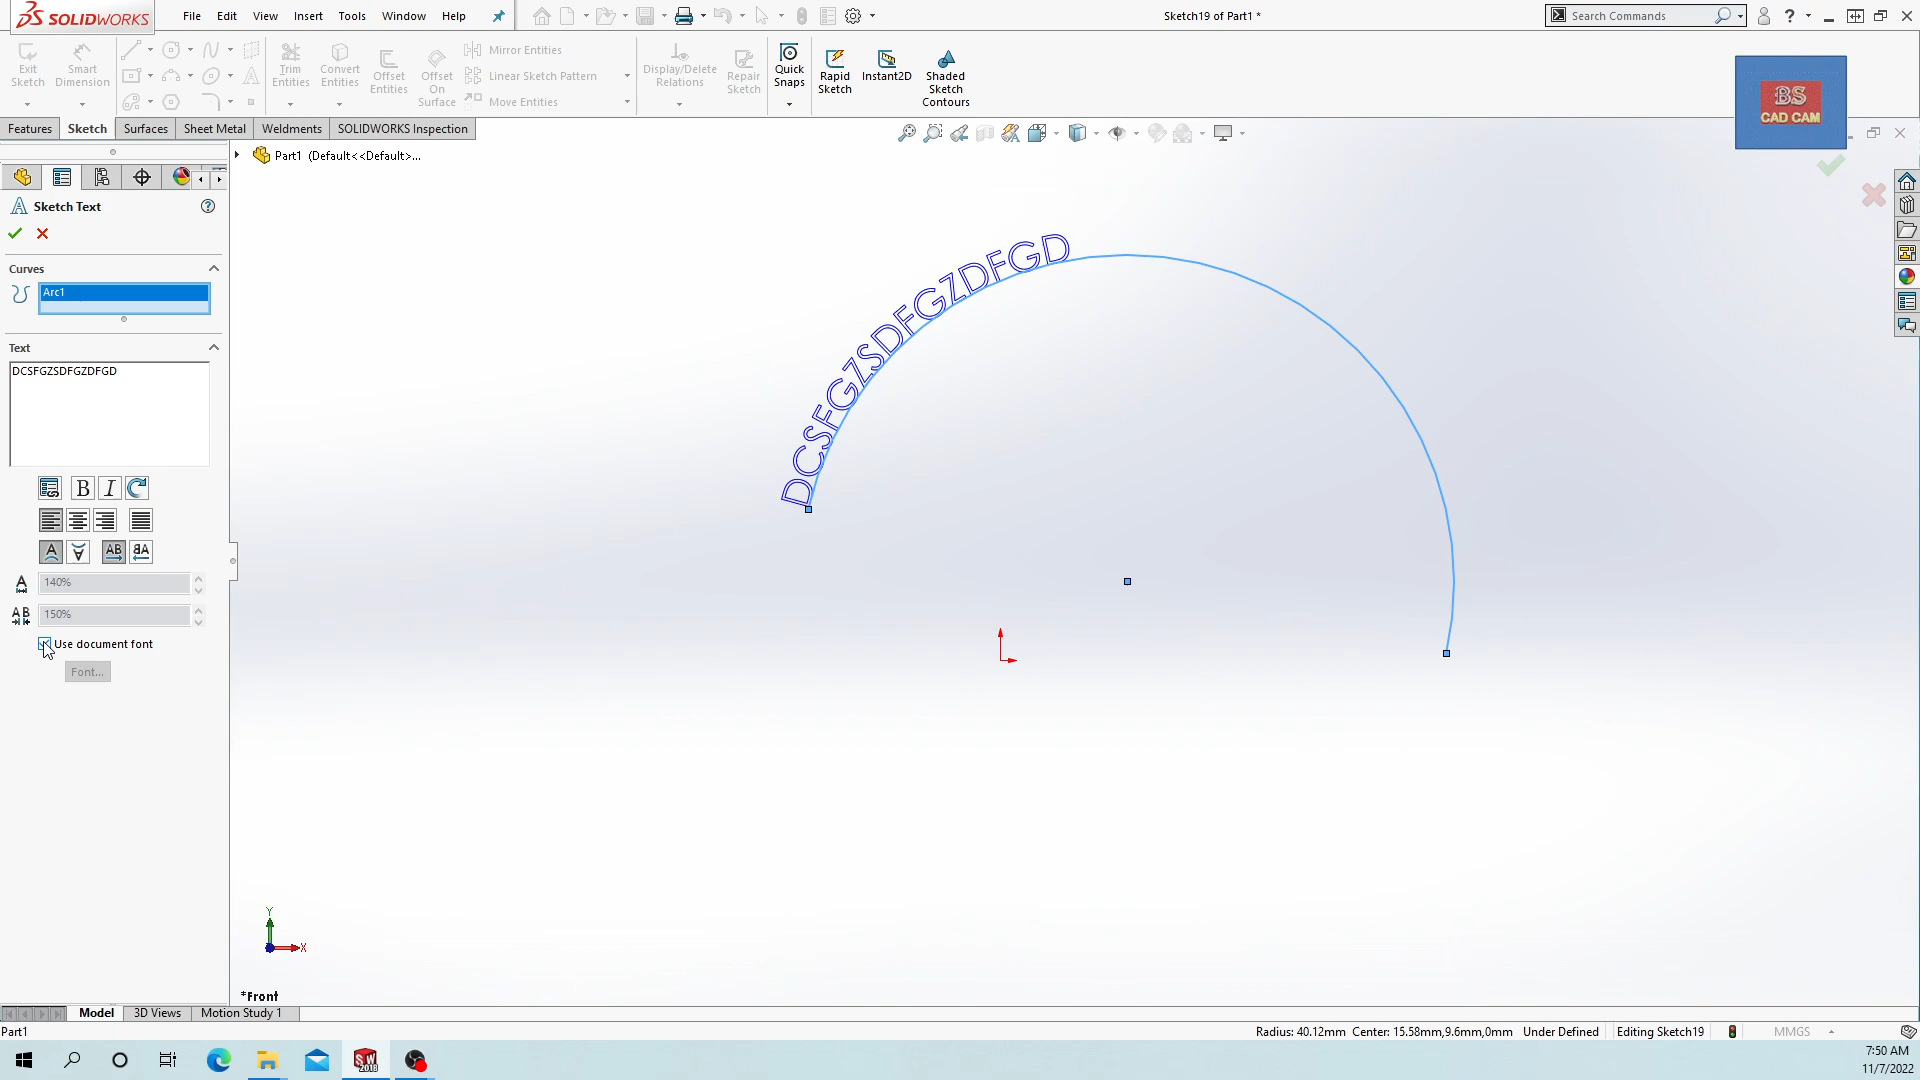 SOLIDWORKS
File Edit View Insert Tools Window Help
Sketch19 of Part1 *
Search Commands
Exit Sketch
Smart Dimension
Trim Entities
Convert Entities
Offset Entities
Offset On Surface
Mirror Entities
Linear Sketch Pattern
Move Entities
Display/Delete Relations
Repair Sketch
Quick Snaps
Rapid Sketch
Instant2D
Shaded Sketch Contours
BS
CAD CAM
Features Sketch Surfaces Sheet Metal Weldments SOLIDWORKS Inspection
Part1 (Default<<Default>...
Sketch Text
Curves
Arc1
Text
DCSFGZSDFGZDFGD
B I
A A AB AB
A 140%
AB 150%
Use document font
Font...
DCSFGZSDFGZDFGD
Y
X
*Front
Model 3D Views Motion Study 1
Part1
Radius: 40.12mm Center: 15.58mm,9.6mm,0mm Under Defined Editing Sketch19 MMGS
SW
2018
7:50 AM
11/7/2022